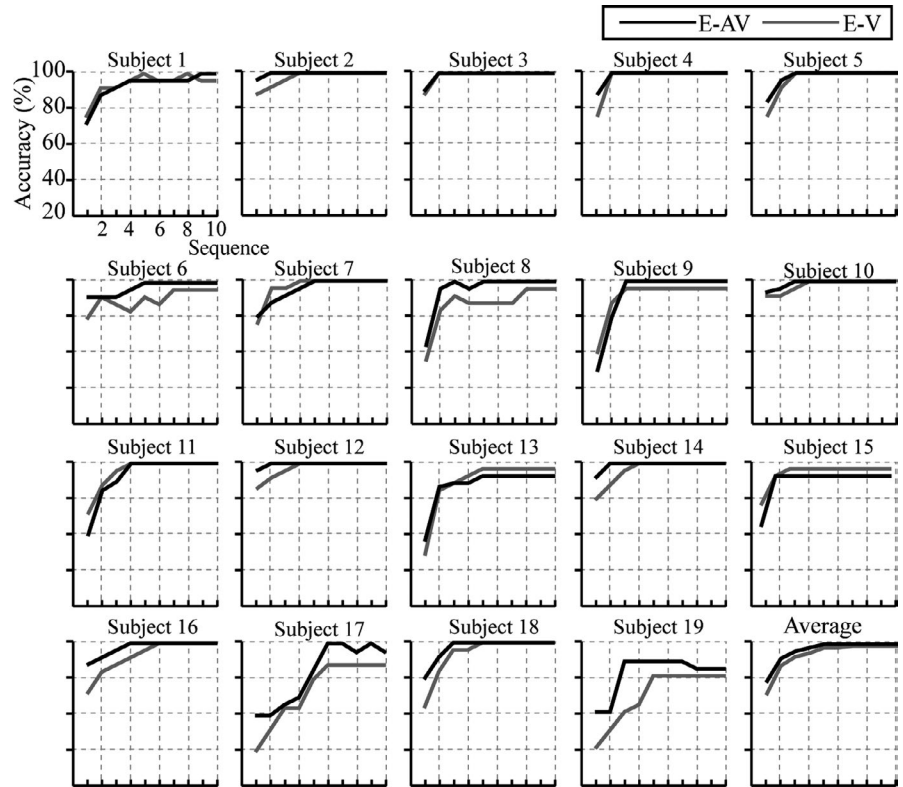 E-AV E-V
Subject 1 Subject 2 Subject 3 Subject 4 Subject 5
Accuracy (%)
100
80
60
40
20
2 4 6 8 10
Sequence
Subject 6 Subject 7 Subject 8 Subject 9 Subject 10
Subject 11 Subject 12 Subject 13 Subject 14 Subject 15
Subject 16 Subject 17 Subject 18 Subject 19 Average